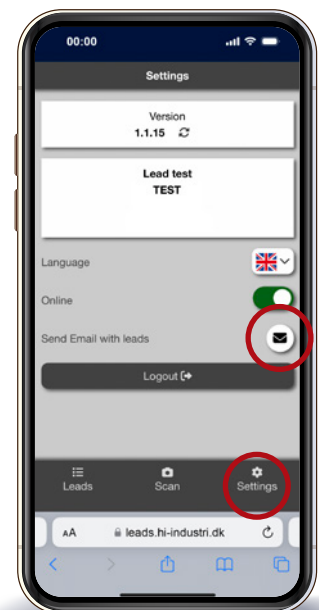 00:00
Settings
Version
1.1.15
Lead test
TEST
Language
Online
Send Email with leads
Logout
Leads Scan Settings
AA leads.hi-industri.dk